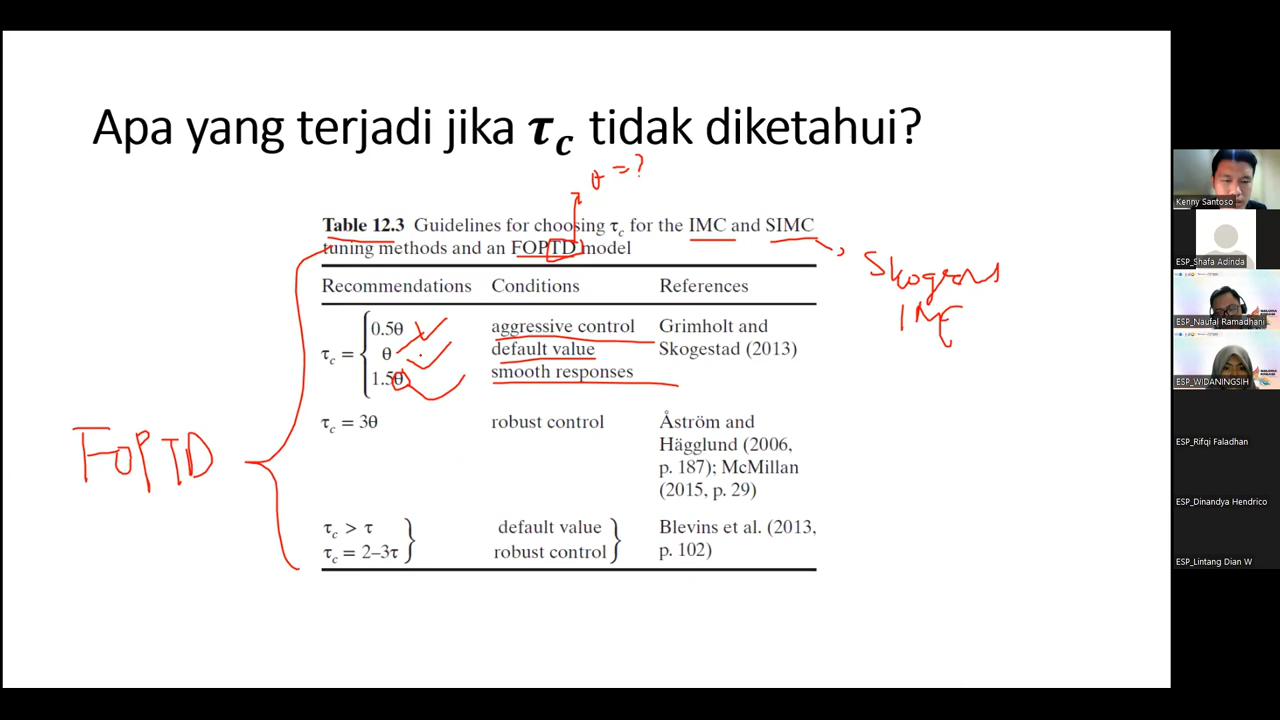 Apa yang terjadi jika τc tidak diketahui?
θ = ?
Table 12.3 Guidelines for choosing τc for the IMC and SIMC
tuning methods and an FOPTD model
Recommendations Conditions References
0.5θ aggressive control Grimholt and
τc = θ default value Skogestad (2013)
1.5θ smooth responses
τc = 3θ robust control Åström and
Hägglund (2006,
p. 187); McMillan
(2015, p. 29)
τc > τ default value Blevins et al. (2013,
τc = 2–3τ robust control p. 102)
FOPTD
Kenny Santoso
ESP_Shafa Adinda
ESP_Naufal Ramadhani
ESP_WIDANINGSIH
ESP_Rifqi Faladhan
ESP_Dinandya Hendrico
ESP_Lintang Dian W